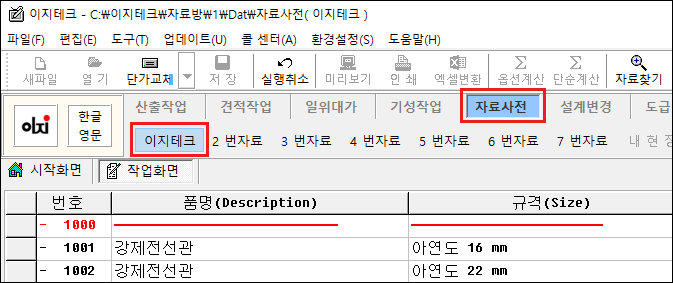 이지테크 - C:\이지테크\자료방\1\Dat\자료사전( 이지테크 )
파일(F) 편집(E) 도구(T) 업데이트(U) 콜 센터(A) 환경설정(S) 도움말(H)
새파일 열 기 단가교체 저 장 실행취소 미리보기 인 쇄 엑셀변환 옵션계산 단순계산 자료찾기
산출작업 견적작업 일위대가 기성작업 자료사전 설계변경 도급
이지 한글 영문
이지테크 2 번자료 3 번자료 4 번자료 5 번자료 6 번자료 7 번자료 내 현 장
시작화면 작업화면
번호 품명(Description) 규격(Size)
- 1000
- 1001 강제전선관 아연도 16 mm
- 1002 강제전선관 아연도 22 mm